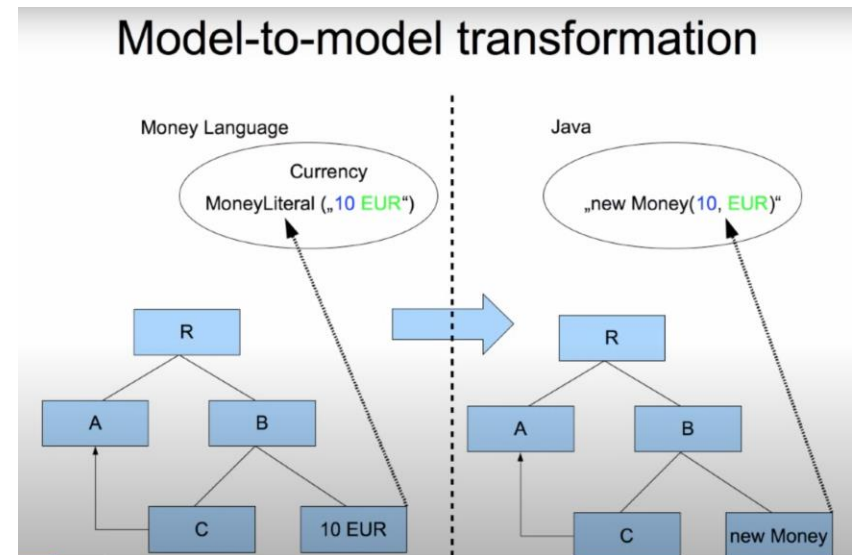 Model-to-model transformation
Money Language
Currency
MoneyLiteral („10 EUR“)
Java
„new Money(10, EUR)“
R
A
B
C
10 EUR
R
A
B
C
new Money